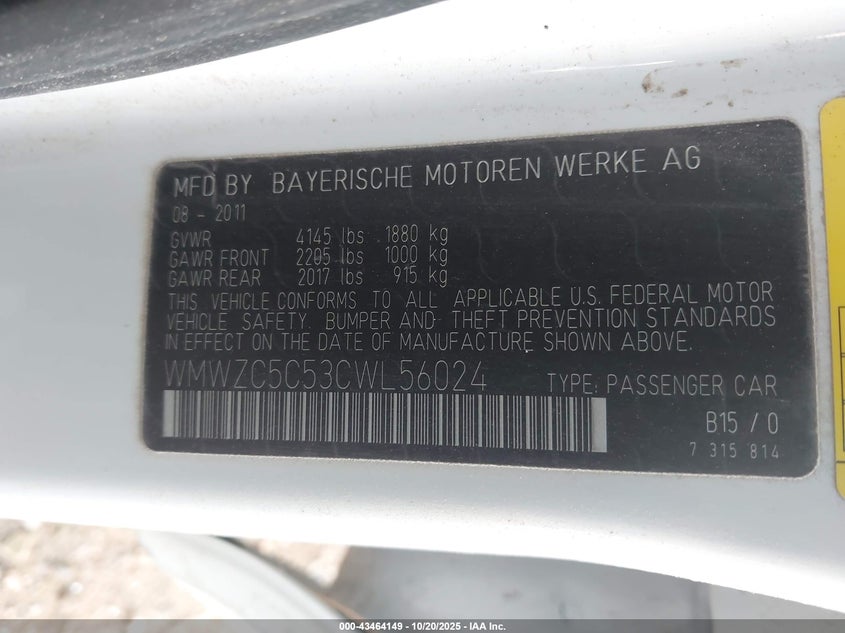 MFD BY BAYERISCHE MOTOREN WERKE AG
08 - 2011
GVWR 4145 lbs 1880 kg
GAWR FRONT 2205 lbs 1000 kg
GAWR REAR 2017 lbs 915 kg
THIS VEHICLE CONFORMS TO ALL APPLICABLE U.S. FEDERAL MOTOR
VEHICLE SAFETY, BUMPER AND THEFT PREVENTION STANDARDS
IN EFFECT ON THE DATE OF MANUFACTURE SHOWN ABOVE.
WMWZC5C53CWL56024 TYPE: PASSENGER CAR
B15 / 0
7 315 814
000-43464149 | 10/20/2025 – IAA Inc.